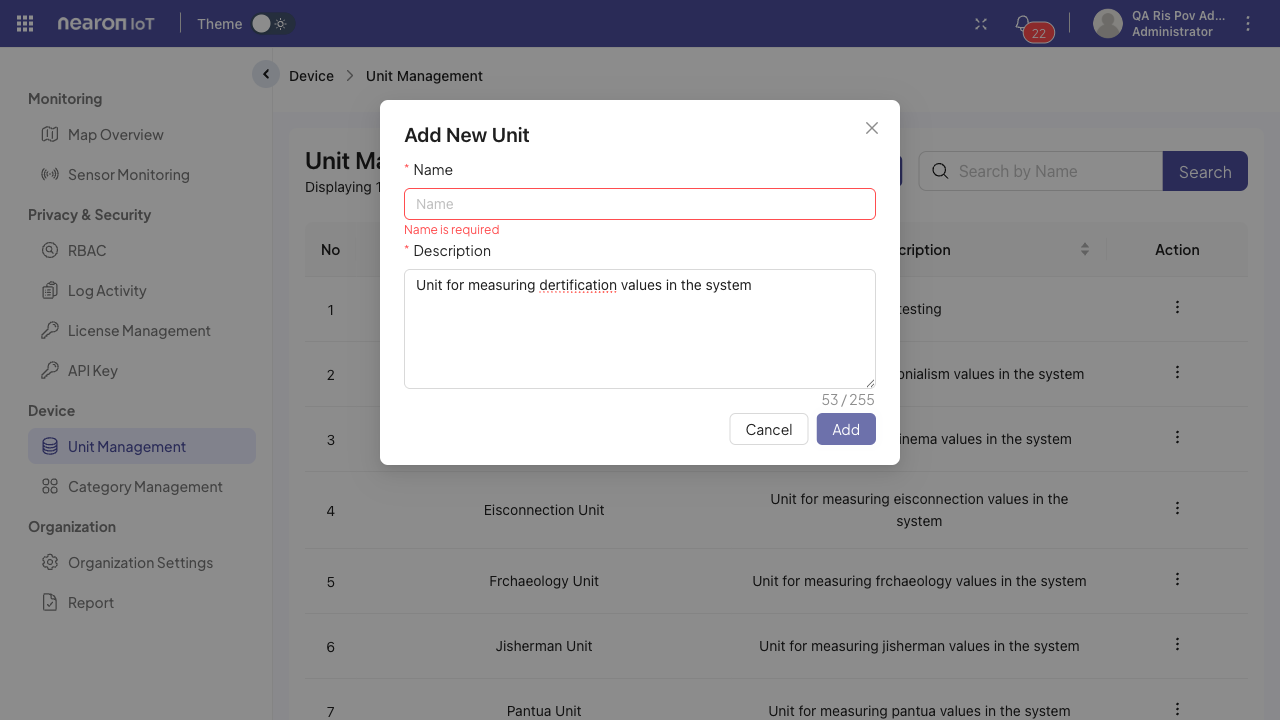 nearon IoT
Theme
22
QA Ris Pov Ad...
Administrator
Monitoring
Map Overview
Sensor Monitoring
Privacy & Security
RBAC
Log Activity
License Management
API Key
Device
Unit Management
Category Management
Organization
Organization Settings
Report
Device > Unit Management
Unit Ma
Displaying 1
Search by Name
Search
No
cription
Action
1
testing
2
onialism values in the system
3
inema values in the system
4
Eisconnection Unit
Unit for measuring eisconnection values in the
system
5
Frchaeology Unit
Unit for measuring frchaeology values in the system
6
Jisherman Unit
Unit for measuring jisherman values in the system
7
Pantua Unit
Unit for measuring pantua values in the system
Add New Unit
* Name
Name
Name is required
* Description
Unit for measuring dertification values in the system
53 / 255
Cancel
Add